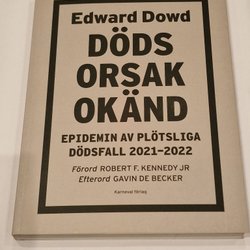 Edward Dowd
DÖDS
ORSAK
OKÄND
EPIDEMIN AV PLÖTSLIGA
DÖDSFALL 2021–2022
Förord ROBERT F. KENNEDY JR
Efterord GAVIN DE BECKER
Karneval förlag